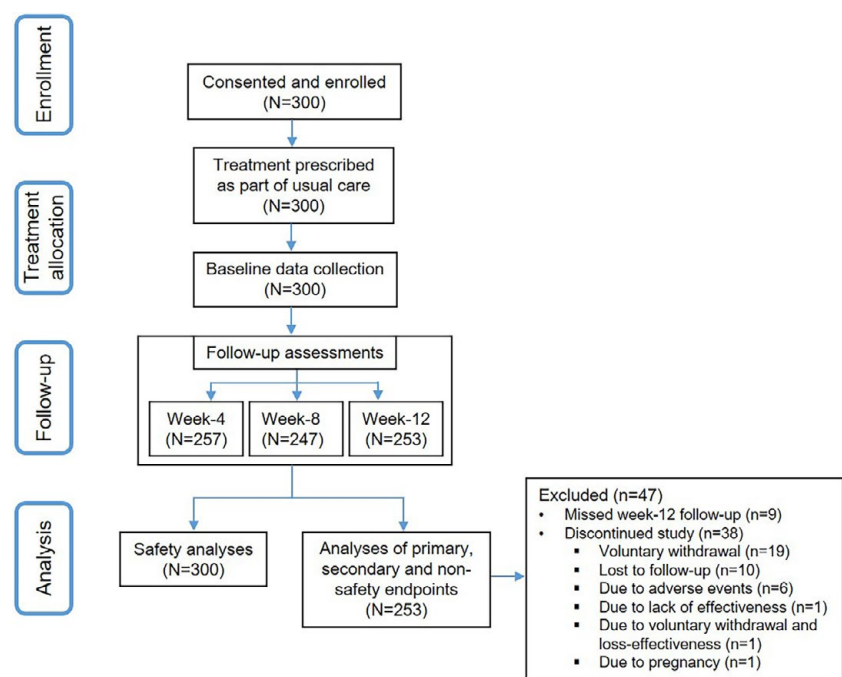 Enrollment
Consented and enrolled
(N=300)
Treatment
allocation
Treatment prescribed
as part of usual care
(N=300)
Baseline data collection
(N=300)
Follow-up
Follow-up assessments
Week-4
(N=257)
Week-8
(N=247)
Week-12
(N=253)
Analysis
Safety analyses
(N=300)
Analyses of primary,
secondary and non-
safety endpoints
(N=253)
Excluded (n=47)
• Missed week-12 follow-up (n=9)
• Discontinued study (n=38)
▪ Voluntary withdrawal (n=19)
▪ Lost to follow-up (n=10)
▪ Due to adverse events (n=6)
▪ Due to lack of effectiveness (n=1)
▪ Due to voluntary withdrawal and
loss-effectiveness (n=1)
▪ Due to pregnancy (n=1)